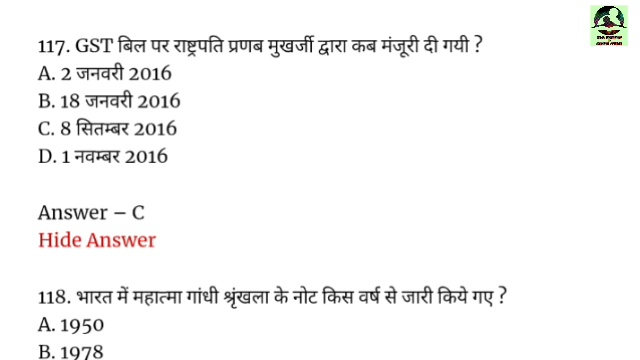 117. GST बिल पर राष्ट्रपति प्रणब मुखर्जी द्वारा कब मंजूरी दी गयी ?
A. 2 जनवरी 2016
B. 18 जनवरी 2016
C. 8 सितम्बर 2016
D. 1 नवम्बर 2016
Answer – C
Hide Answer
118. भारत में महात्मा गांधी श्रृंखला के नोट किस वर्ष से जारी किये गए ?
A. 1950
B. 1978